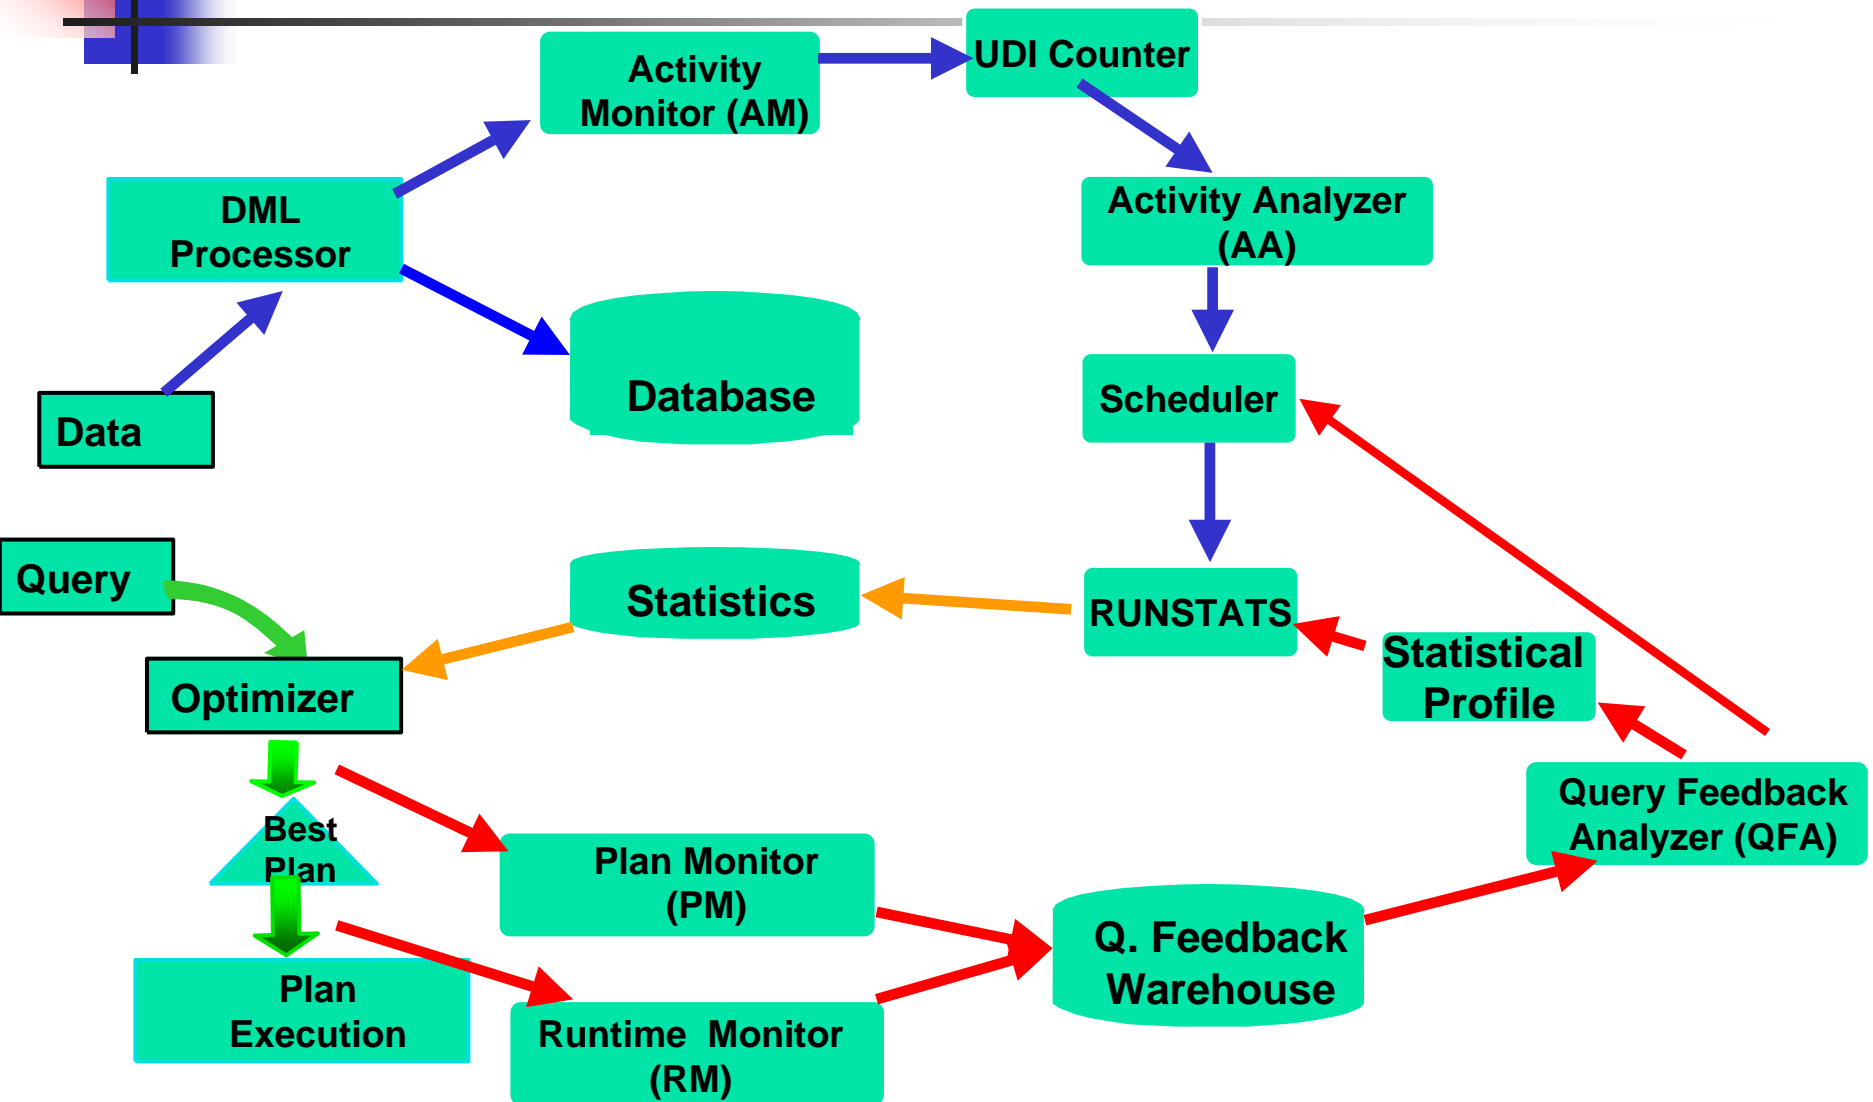 UDI Counter
Activity
Monitor (AM)
DML
Processor
Activity Analyzer
(AA)
Database
Scheduler
Data
Query
Statistics
RUNSTATS
Statistical
Profile
Optimizer
Best
Plan
Query Feedback
Analyzer (QFA)
Plan Monitor
(PM)
Q. Feedback
Warehouse
Plan
Execution
Runtime Monitor
(RM)